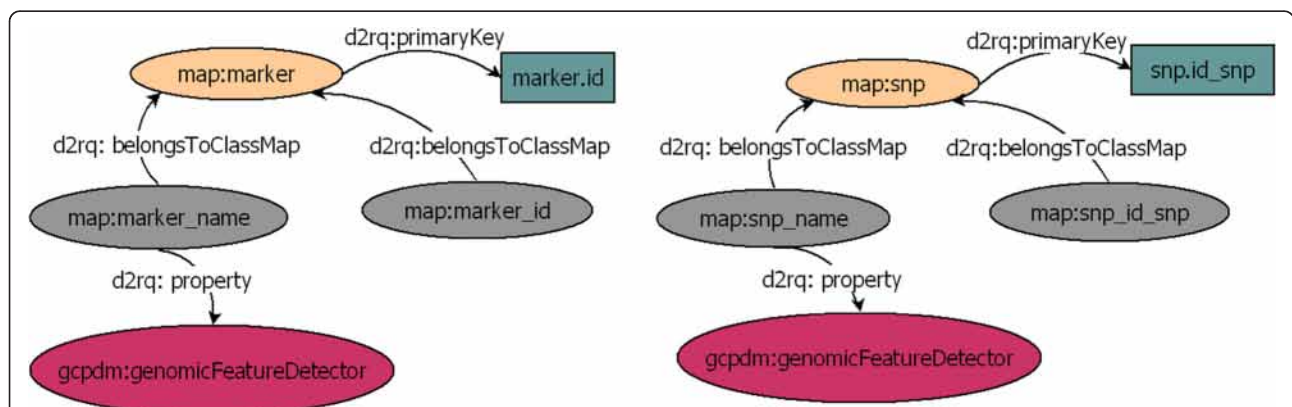 d2rq:primaryKey
map:marker
marker.id
d2rq: belongsToClassMap
d2rq:belongsToClassMap
map:marker_name
map:marker_id
d2rq: property
gcpdm:genomicFeatureDetector
d2rq:primaryKey
map:snp
snp.id_snp
d2rq: belongsToClassMap
d2rq:belongsToClassMap
map:snp_name
map:snp_id_snp
d2rq: property
gcpdm:genomicFeatureDetector